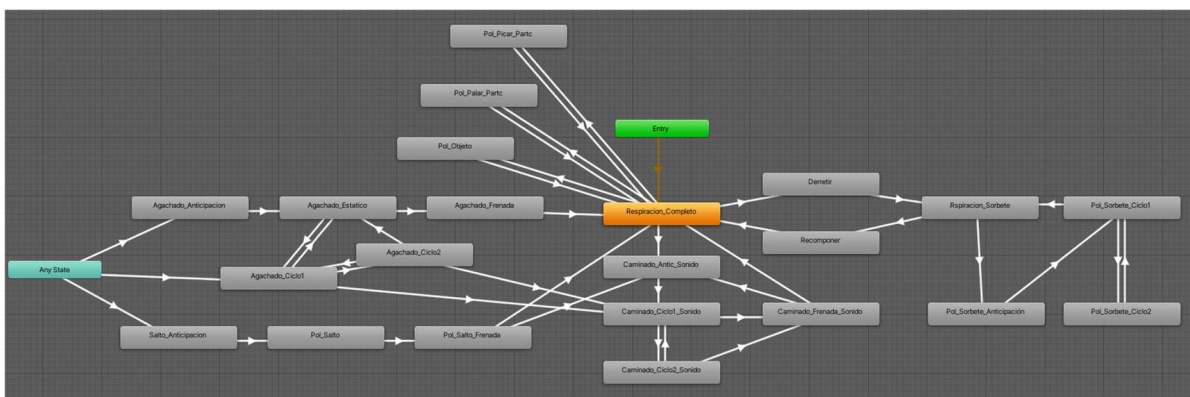 Pol_Picar_Partc
Pol_Palar_Partc
Entry
Pol_Objeto
Derretir
Agachado_Anticipacion
Agachado_Estatico
Agachado_Frenada
Respiracion_Completo
Rspiracion_Sorbete
Pol_Sorbete_Ciclo1
Recomponer
Agachado_Ciclo2
Any State
Agachado_Ciclo1
Caminado_Antic_Sonido
Caminado_Ciclo1_Sonido
Caminado_Frenada_Sonido
Pol_Sorbete_Anticipación
Pol_Sorbete_Ciclo2
Salto_Anticipacion
Pol_Salto
Pol_Salto_Frenada
Caminado_Ciclo2_Sonido